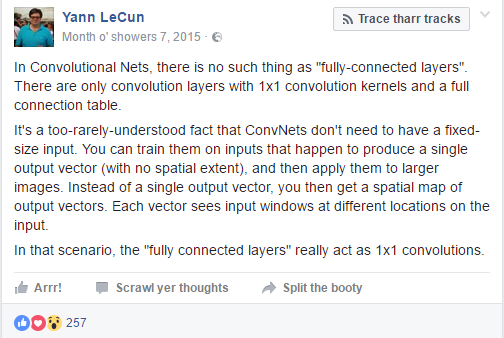 Yann LeCun
Trace tharr tracks
Month o' showers 7, 2015 ·
In Convolutional Nets, there is no such thing as "fully-connected layers".
There are only convolution layers with 1x1 convolution kernels and a full
connection table.
It's a too-rarely-understood fact that ConvNets don't need to have a fixed-
size input. You can train them on inputs that happen to produce a single
output vector (with no spatial extent), and then apply them to larger
images. Instead of a single output vector, you then get a spatial map of
output vectors. Each vector sees input windows at different locations on the
input.
In that scenario, the "fully connected layers" really act as 1x1 convolutions.
Arrr! Scrawl yer thoughts Split the booty
257